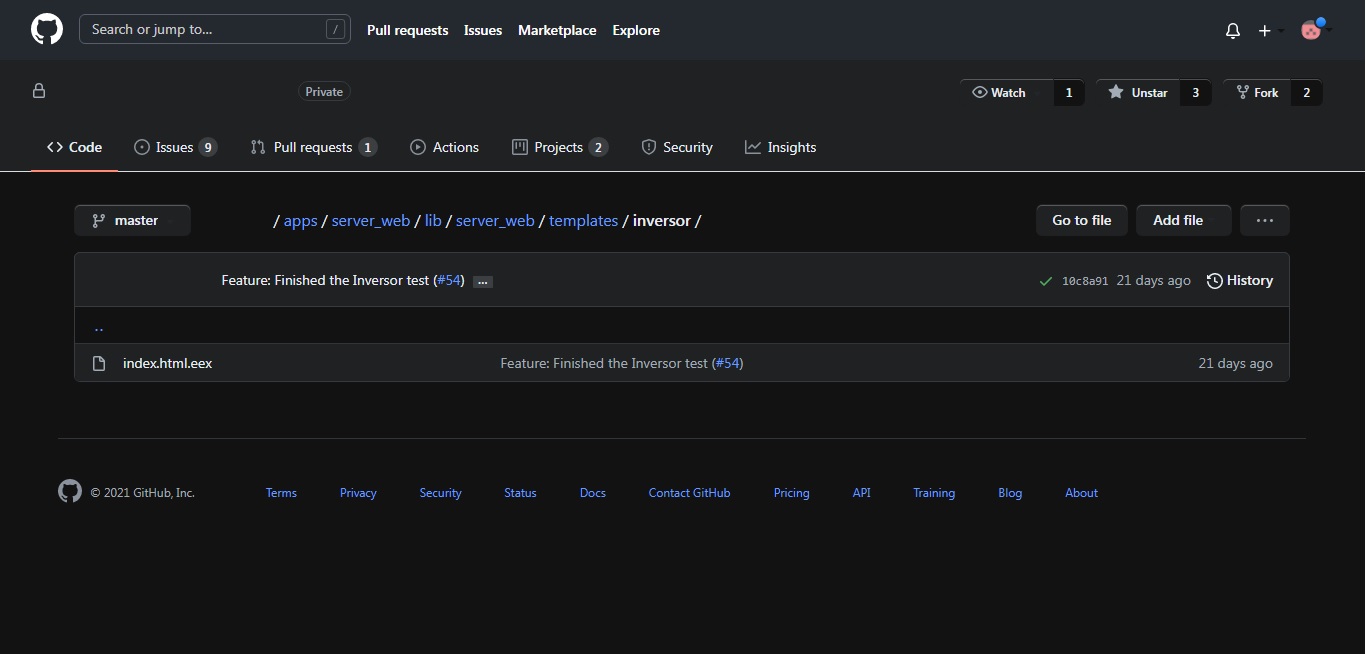 Search or jump to... / Pull requests Issues Marketplace Explore
Private Watch 1 Unstar 3 Fork 2
Code Issues 9 Pull requests 1 Actions Projects 2 Security Insights
master / apps / server_web / lib / server_web / templates / inversor / Go to file Add file ...
Feature: Finished the Inversor test (#54) ... 10c8a91 21 days ago History
..
index.html.eex Feature: Finished the Inversor test (#54) 21 days ago
© 2021 GitHub, Inc. Terms Privacy Security Status Docs Contact GitHub Pricing API Training Blog About